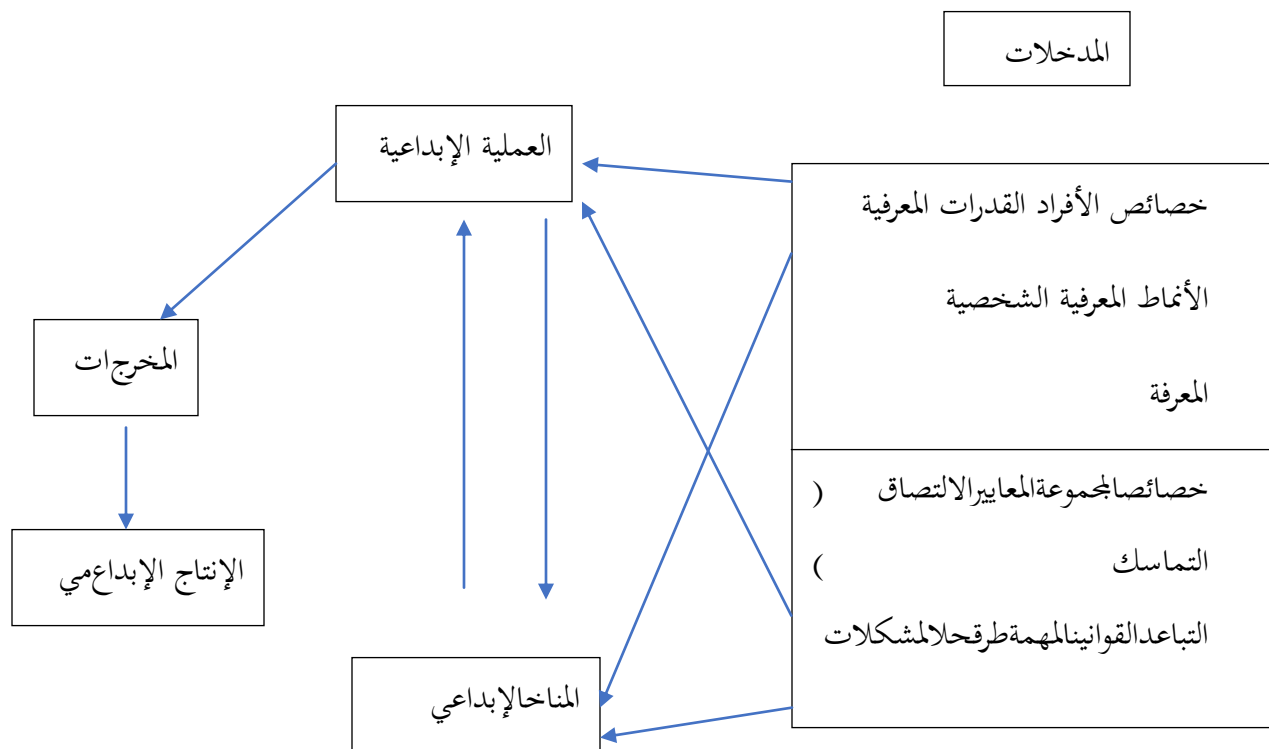 المدخلات
العملية الإبداعية
خصائص الأفراد القدرات المعرفية
الأنماط المعرفية الشخصية
المعرفة
المخرجات
خصائصالمجموعةالمعاييرالالتصاق (
التماسك )
التباعدالقوانينالمهمةطرقحلالمشكلات
الإنتاج الإبداعمي
المناخالإبداعي